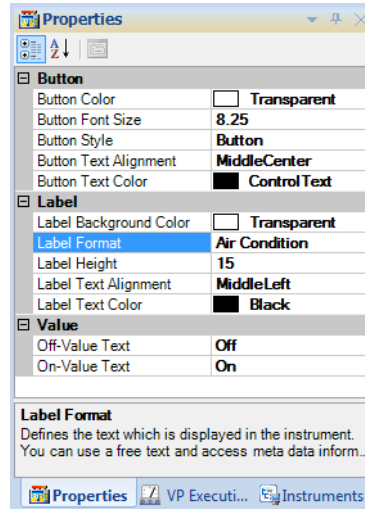 Properties
Button
Button Color Transparent
Button Font Size 8.25
Button Style Button
Button Text Alignment MiddleCenter
Button Text Color ControlText
Label
Label Background Color Transparent
Label Format Air Condition
Label Height 15
Label Text Alignment MiddleLeft
Label Text Color Black
Value
Off-Value Text Off
On-Value Text On
Label Format
Defines the text which is displayed in the instrument.
You can use a free text and access meta data inform...
Properties VP Executi... Instruments